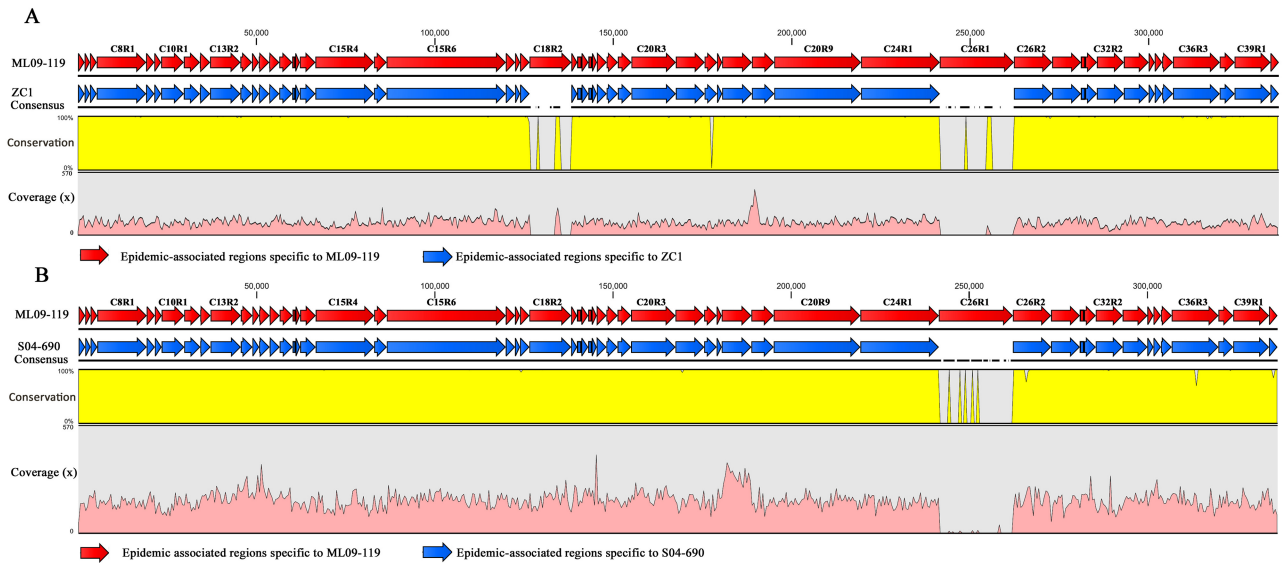 A
50,000 100,000 150,000 200,000 250,000 300,000
C8R1 C10R1 C13R2 C15R4 C15R6 C18R2 C20R3 C20R9 C24R1 C26R1 C26R2 C32R2 C36R3 C39R1
ML09-119
ZC1
Consensus
100%
Conservation
0%
570
Coverage (x)
0
Epidemic-associated regions specific to ML09-119 Epidemic-associated regions specific to ZC1
B
50,000 100,000 150,000 200,000 250,000 300,000
C8R1 C10R1 C13R2 C15R4 C15R6 C18R2 C20R3 C20R9 C24R1 C26R1 C26R2 C32R2 C36R3 C39R1
ML09-119
S04-690
Consensus
100%
Conservation
0%
570
Coverage (x)
0
Epidemic associated regions specific to ML09-119 Epidemic-associated regions specific to S04-690